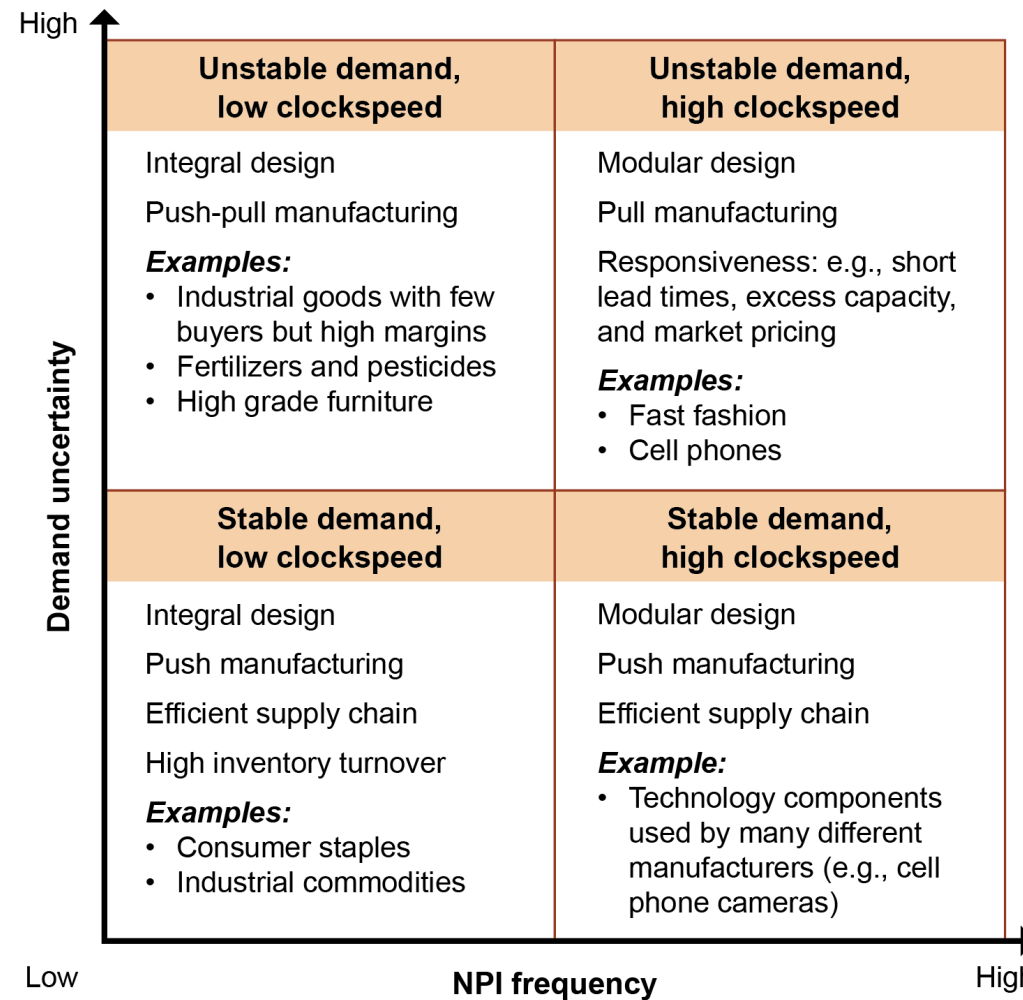 High
Unstable demand,
low clockspeed
Integral design
Push-pull manufacturing
Examples:
• Industrial goods with few
buyers but high margins
• Fertilizers and pesticides
• High grade furniture
Unstable demand,
high clockspeed
Modular design
Pull manufacturing
Responsiveness: e.g., short
lead times, excess capacity,
and market pricing
Examples:
• Fast fashion
• Cell phones
Demand uncertainty
Stable demand,
low clockspeed
Integral design
Push manufacturing
Efficient supply chain
High inventory turnover
Examples:
• Consumer staples
• Industrial commodities
Stable demand,
high clockspeed
Modular design
Push manufacturing
Efficient supply chain
Example:
• Technology components
used by many different
manufacturers (e.g., cell
phone cameras)
Low
NPI frequency
High